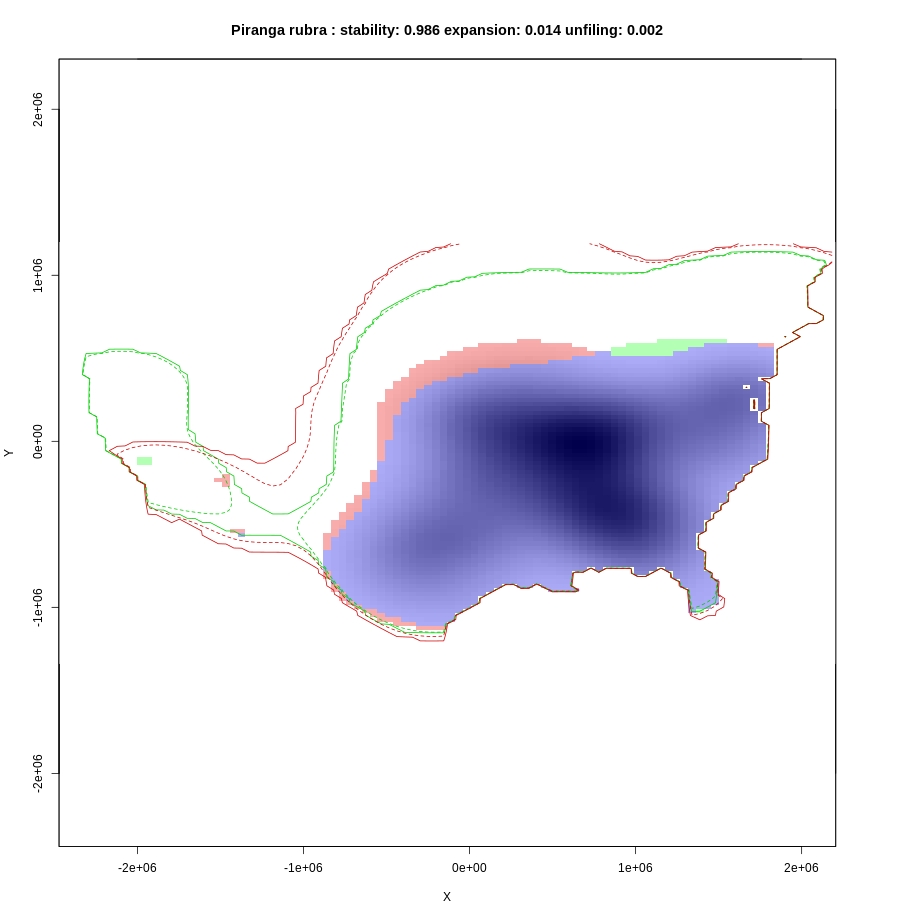 Piranga rubra : stability: 0.986 expansion: 0.014 unfiling: 0.002
2e+06
1e+06
0e+00
-1e+06
-2e+06
Y
-2e+06 -1e+06 0e+00 1e+06 2e+06
X